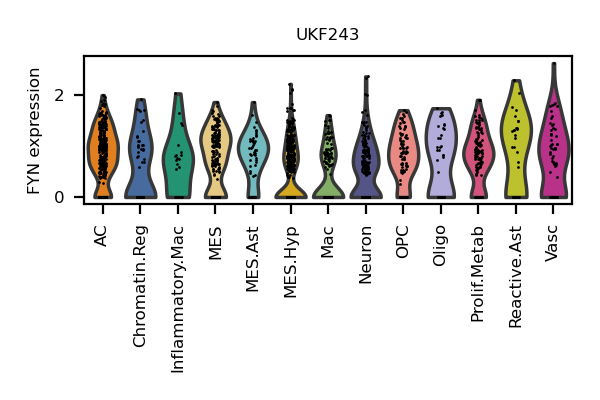 UKF243
FYN expression
2
0
AC
Chromatin.Reg
Inflammatory.Mac
MES
MES.Ast
MES.Hyp
Mac
Neuron
OPC
Oligo
Prolif.Metab
Reactive.Ast
Vasc